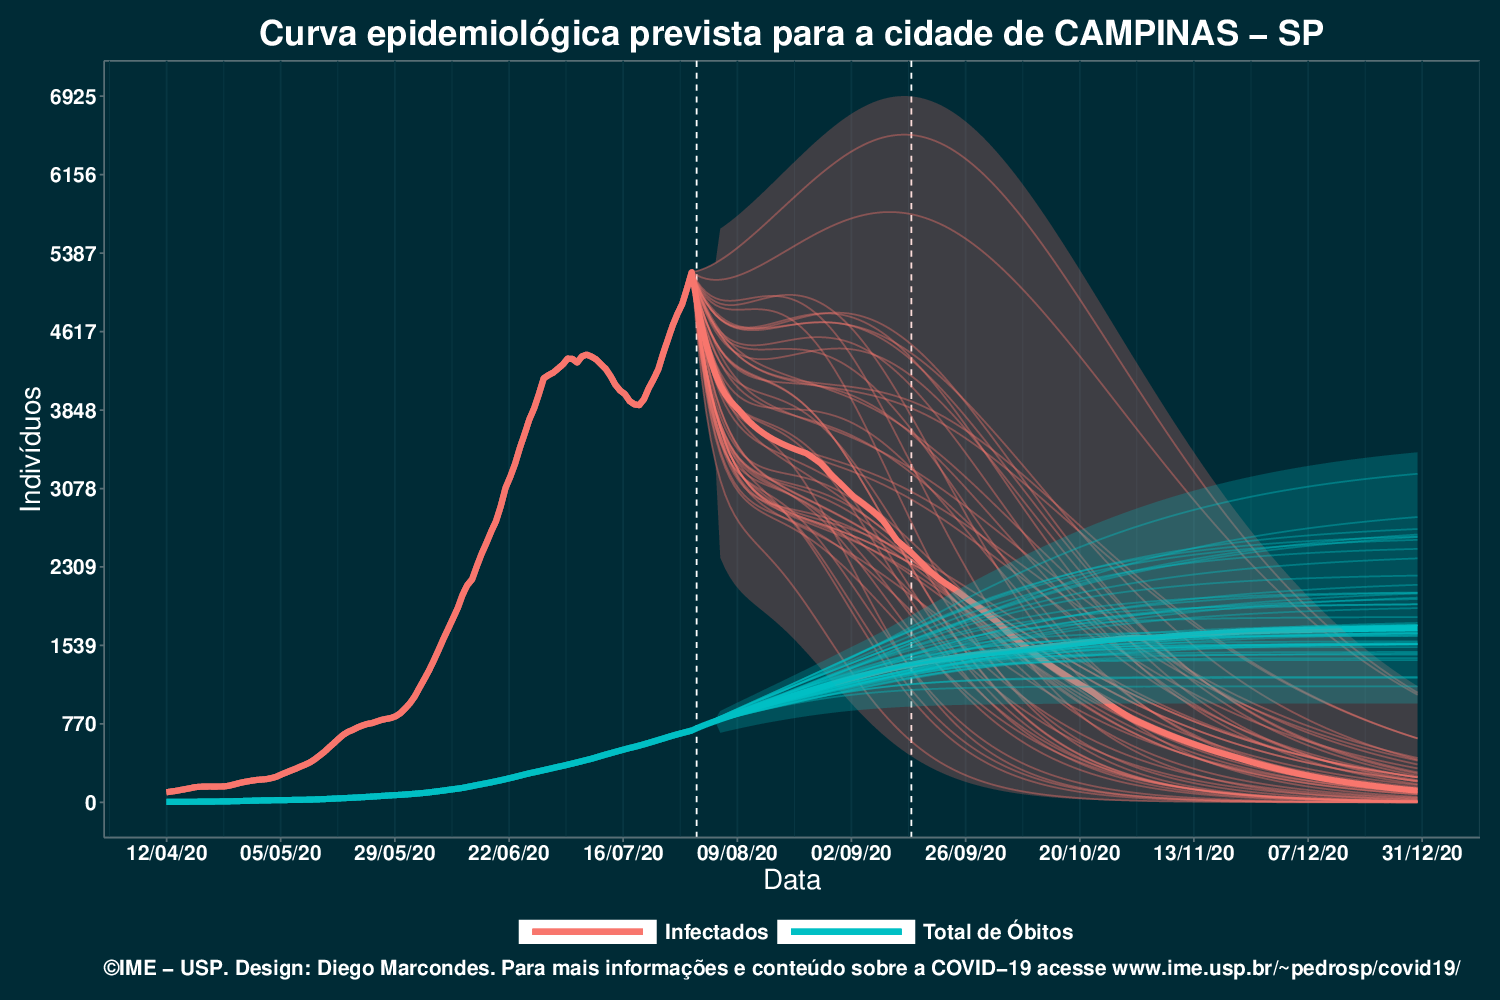 Curva epidemiológica prevista para a cidade de CAMPINAS – SP
6925
6156
5387
4617
3848
3078
2309
1539
770
0
Indivíduos
12/04/20 05/05/20 29/05/20 22/06/20 16/07/20 09/08/20 02/09/20 26/09/20 20/10/20 13/11/20 07/12/20 31/12/20
Data
Infectados Total de Óbitos
©IME – USP. Design: Diego Marcondes. Para mais informações e conteúdo sobre a COVID–19 acesse www.ime.usp.br/~pedrosp/covid19/